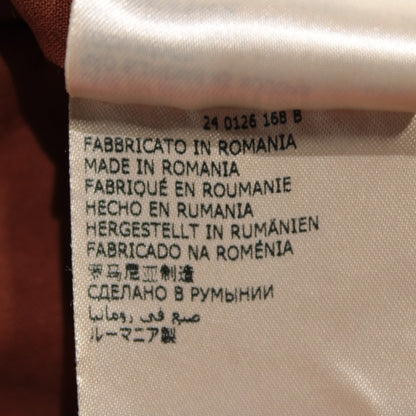 24 0126 168 B
FABBRICATO IN ROMANIA
MADE IN ROMANIA
FABRIQUÉ EN ROUMANIE
HECHO EN RUMANIA
HERGESTELLT IN RUMÄNIEN
FABRICADO NA ROMÉNIA
罗马尼亚制造
СДЕЛАНО В РУМЫНИИ
صنع في رومانيا
ルーマニア製